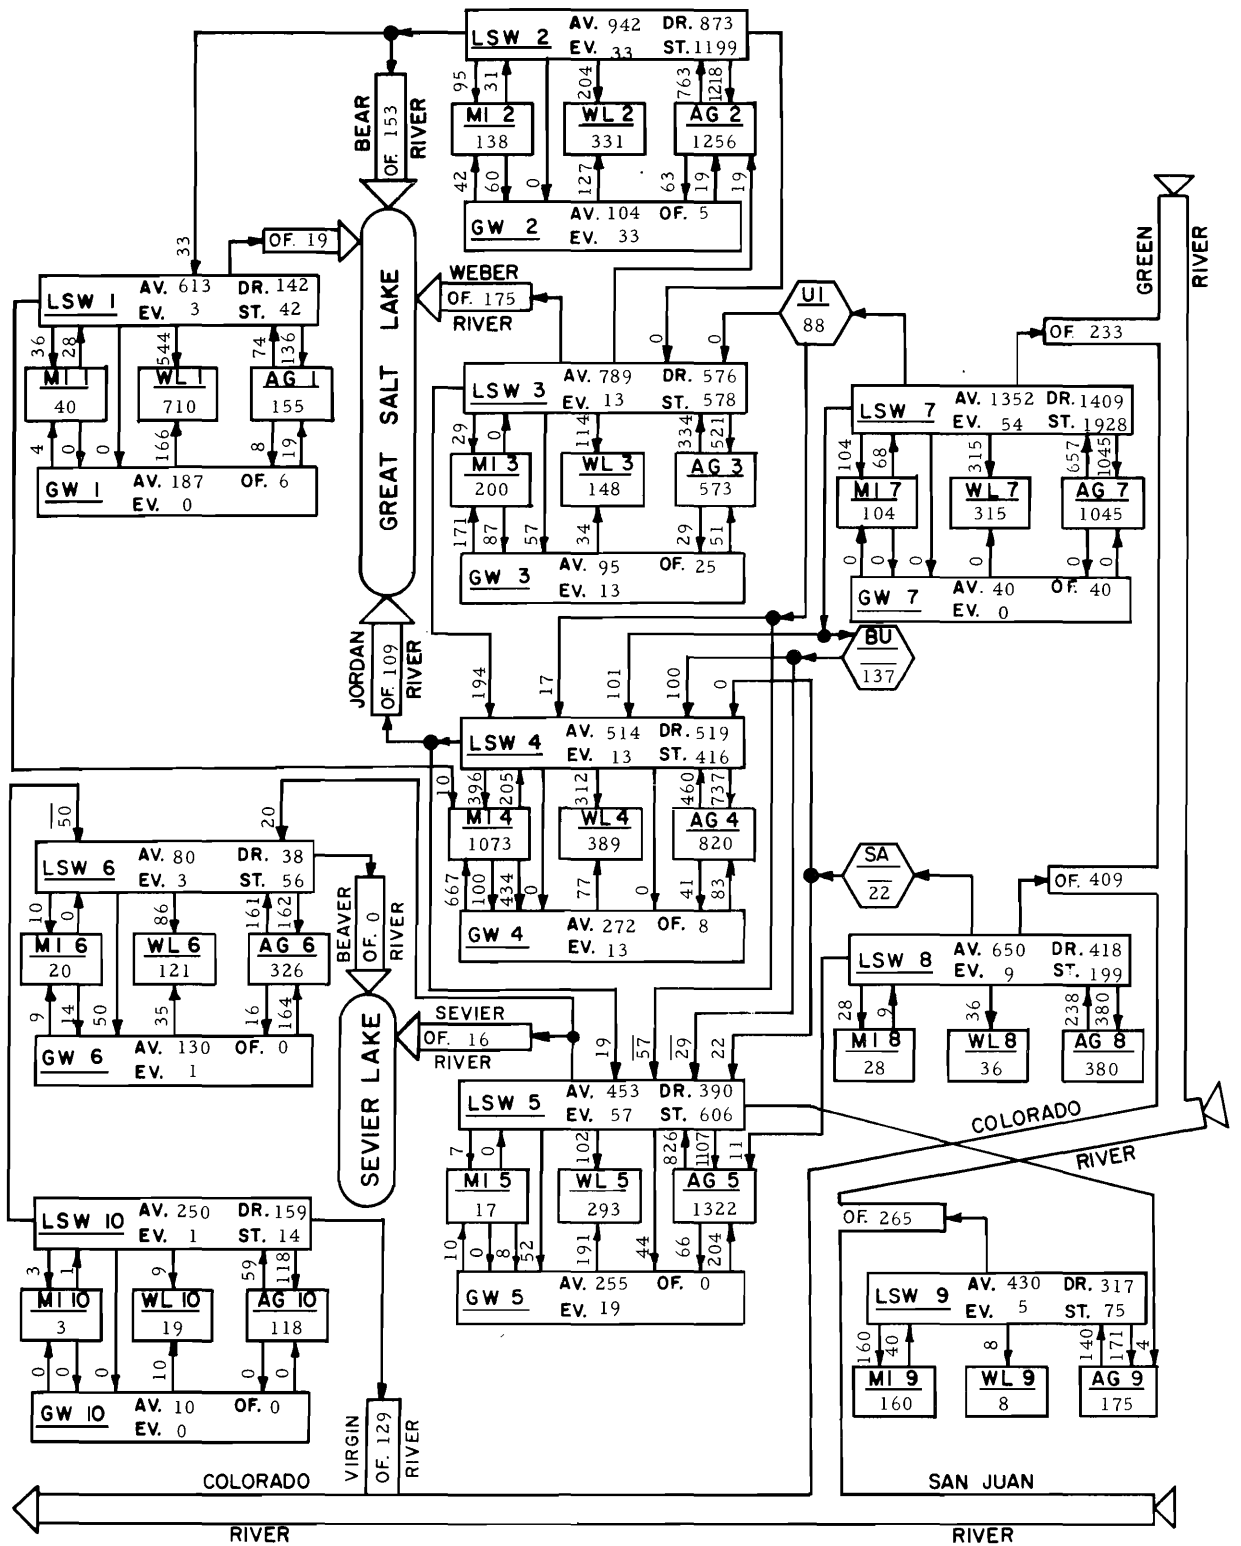 LSW 2 AV. 942 DR. 873
EV. 33 ST. 1199
95 31 204 763 1218
MI 2 WL 2 AG 2
138 331 1256
42 60 0 127 63 19 19
GW 2 AV. 104 OF. 5
EV. 33
BEAR RIVER
OF. 153
33
OF. 19
LSW 1 AV. 613 DR. 142
EV. 3 ST. 42
36 28 544 74 136
MI 1 WL 1 AG 1
40 710 155
4 0 0 166 8 19
GW 1 AV. 187 OF. 6
EV. 0
GREAT SALT LAKE
WEBER
OF. 175
RIVER
UI
88
0 0
LSW 3 AV. 789 DR. 576
EV. 13 ST. 578
29 0 114 334 521
MI 3 WL 3 AG 3
200 148 573
171 87 57 34 29 51
GW 3 AV. 95 OF. 25
EV. 13
GREEN RIVER
OF. 233
LSW 7 AV. 1352 DR. 1409
EV. 54 ST. 1928
104 68 315 657 1045
MI 7 WL 7 AG 7
104 315 1045
0 0 0 0 0 0
GW 7 AV. 40 OF. 40
EV. 0
BU
137
JORDAN RIVER
OF. 109
194 17 101 100 0
LSW 4 AV. 514 DR. 519
EV. 13 ST. 416
10 396 205 312 460 737
MI 4 WL 4 AG 4
1073 389 820
667 100 434 0 77 0 41 83
GW 4 AV. 272 OF. 8
EV. 13
50 20
LSW 6 AV. 80 DR. 38
EV. 3 ST. 56
10 0 86 161 162
MI 6 WL 6 AG 6
20 121 326
9 14 50 35 16 164
GW 6 AV. 130 OF. 0
EV. 1
BEAVER RIVER
OF. 0
SEVIER LAKE
SEVIER
OF. 16
RIVER
SA
22
OF. 409
LSW 8 AV. 650 DR. 418
EV. 9 ST. 199
28 9 36 238 380
MI 8 WL 8 AG 8
28 36 380
19 57 29 22
LSW 5 AV. 453 DR. 390
EV. 57 ST. 606
7 0 102 826 1107 11
MI 5 WL 5 AG 5
17 293 1322
10 0 8 52 191 44 66 204
GW 5 AV. 255 OF. 0
EV. 19
COLORADO
RIVER
OF. 265
LSW 9 AV. 430 DR. 317
EV. 5 ST. 75
160 40 8 140 171 4
MI 9 WL 9 AG 9
160 8 175
LSW 10 AV. 250 DR. 159
EV. 1 ST. 14
3 1 9 59 118
MI 10 WL 10 AG 10
3 19 118
0 0 0 10 0 0
GW 10 AV. 10 OF. 0
EV. 0
VIRGIN RIVER
OF. 129
COLORADO
RIVER
SAN JUAN
RIVER